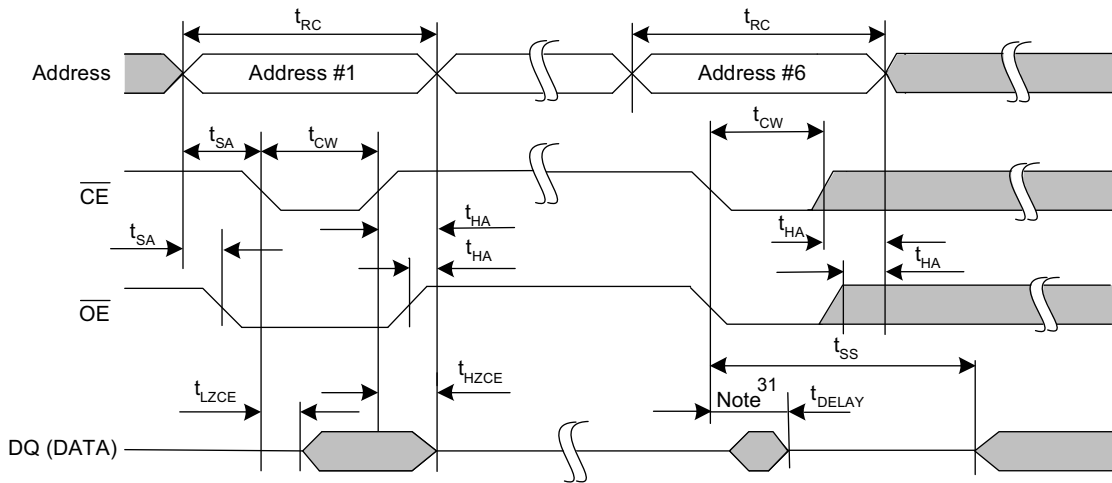 tRC tRC
Address Address #1 Address #6
tSA tCW tCW
CE
tSA tHA tHA
tHA tHA
OE
tSS
tLZCE tHZCE Note31 tDELAY
DQ (DATA)